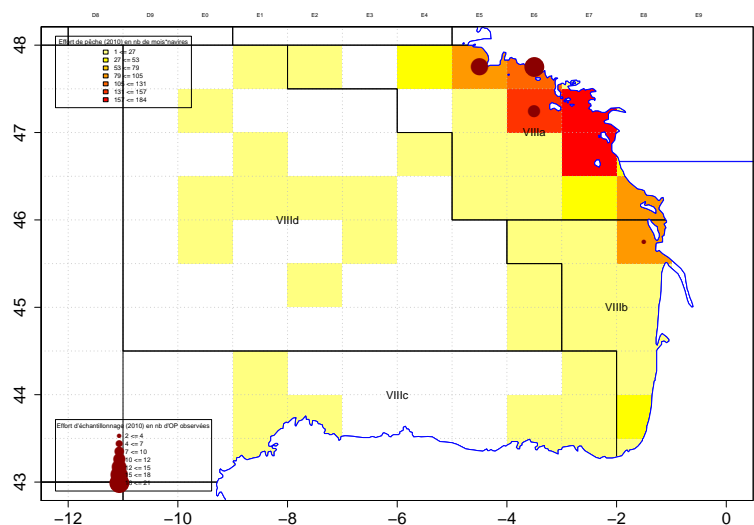 D8 D9 E0 E1 E2 E3 E4 E5 E6 E7 E8 E9
Effort de pêche (2010) en nb de mois*navires
1 <= 27
27 <= 53
53 <= 79
79 <= 105
105 <= 131
131 <= 157
157 <= 184
48
47
46
45
44
43
VIIIa
VIIId
VIIIb
VIIIc
Effort d'échantillonnage (2010) en nb d'OP observées
2 <= 4
4 <= 7
7 <= 10
10 <= 12
12 <= 15
15 <= 18
<= 21
−12 −10 −8 −6 −4 −2 0